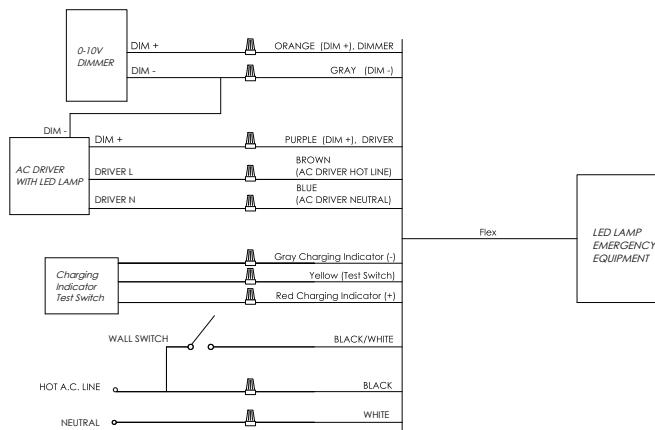 0-10V
DIMMER
DIM +
ORANGE (DIM +), DIMMER
DIM -
GRAY (DIM -)
DIM -
AC DRIVER
WITH LED LAMP
DIM +
PURPLE (DIM +), DRIVER
DRIVER L
BROWN
(AC DRIVER HOT LINE)
DRIVER N
BLUE
(AC DRIVER NEUTRAL)
Flex
LED LAMP
EMERGENCY
EQUIPMENT
Charging
Indicator
Test Switch
Gray Charging Indicator (-)
Yellow (Test Switch)
Red Charging Indicator (+)
WALL SWITCH
BLACK/WHITE
HOT A.C. LINE
BLACK
NEUTRAL
WHITE